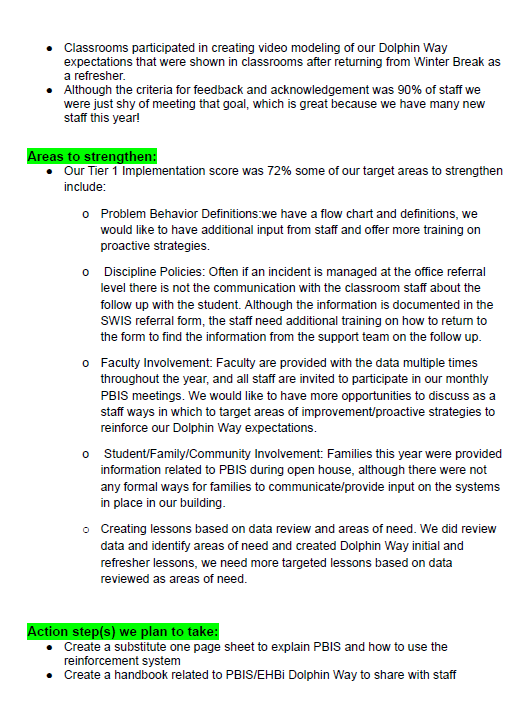 • Classrooms participated in creating video modeling of our Dolphin Way
expectations that were shown in classrooms after returning from Winter Break as
a refresher.
• Although the criteria for feedback and acknowledgement was 90% of staff we
were just shy of meeting that goal, which is great because we have many new
staff this year!
Areas to strengthen:
• Our Tier 1 Implementation score was 72% some of our target areas to strengthen
include:
o Problem Behavior Definitions:we have a flow chart and definitions, we
would like to have additional input from staff and offer more training on
proactive strategies.
o Discipline Policies: Often if an incident is managed at the office referral
level there is not the communication with the classroom staff about the
follow up with the student. Although the information is documented in the
SWIS referral form, the staff need additional training on how to return to
the form to find the information from the support team on the follow up.
o Faculty Involvement: Faculty are provided with the data multiple times
throughout the year, and all staff are invited to participate in our monthly
PBIS meetings. We would like to have more opportunities to discuss as a
staff ways in which to target areas of improvement/proactive strategies to
reinforce our Dolphin Way expectations.
o Student/Family/Community Involvement: Families this year were provided
information related to PBIS during open house, although there were not
any formal ways for families to communicate/provide input on the systems
in place in our building.
o Creating lessons based on data review and areas of need. We did review
data and identify areas of need and created Dolphin Way initial and
refresher lessons, we need more targeted lessons based on data
reviewed as areas of need.
Action step(s) we plan to take:
• Create a substitute one page sheet to explain PBIS and how to use the
reinforcement system
• Create a handbook related to PBIS/EHBi Dolphin Way to share with staff